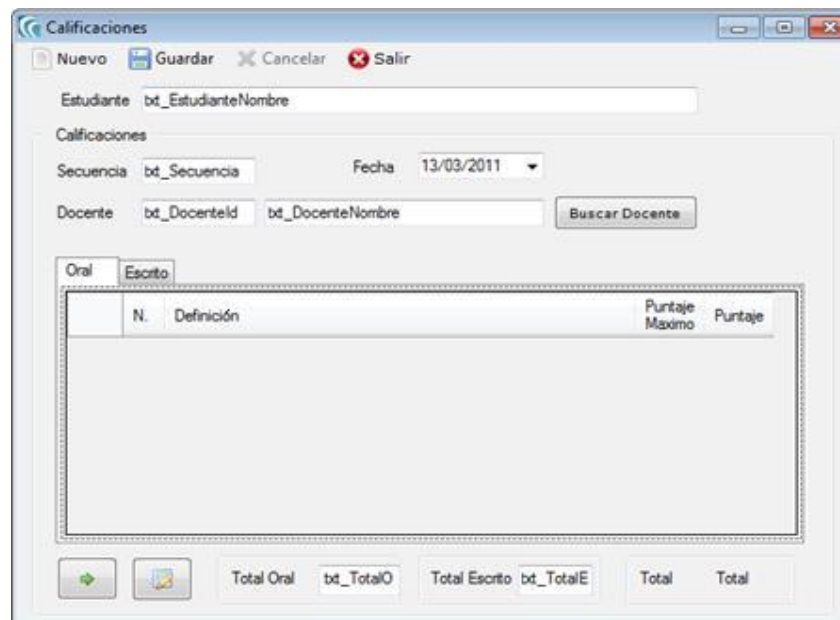 Calificaciones
Nuevo Guardar Cancelar Salir
Estudiante txt_EstudianteNombre
Calificaciones
Secuencia txt_Secuencia Fecha 13/03/2011
Docente txt_DocenteId txt_DocenteNombre Buscar Docente
Oral Escrito
N. Definición Puntaje Maximo Puntaje
Total Oral txt_TotalO Total Escrito txt_TotalE Total Total